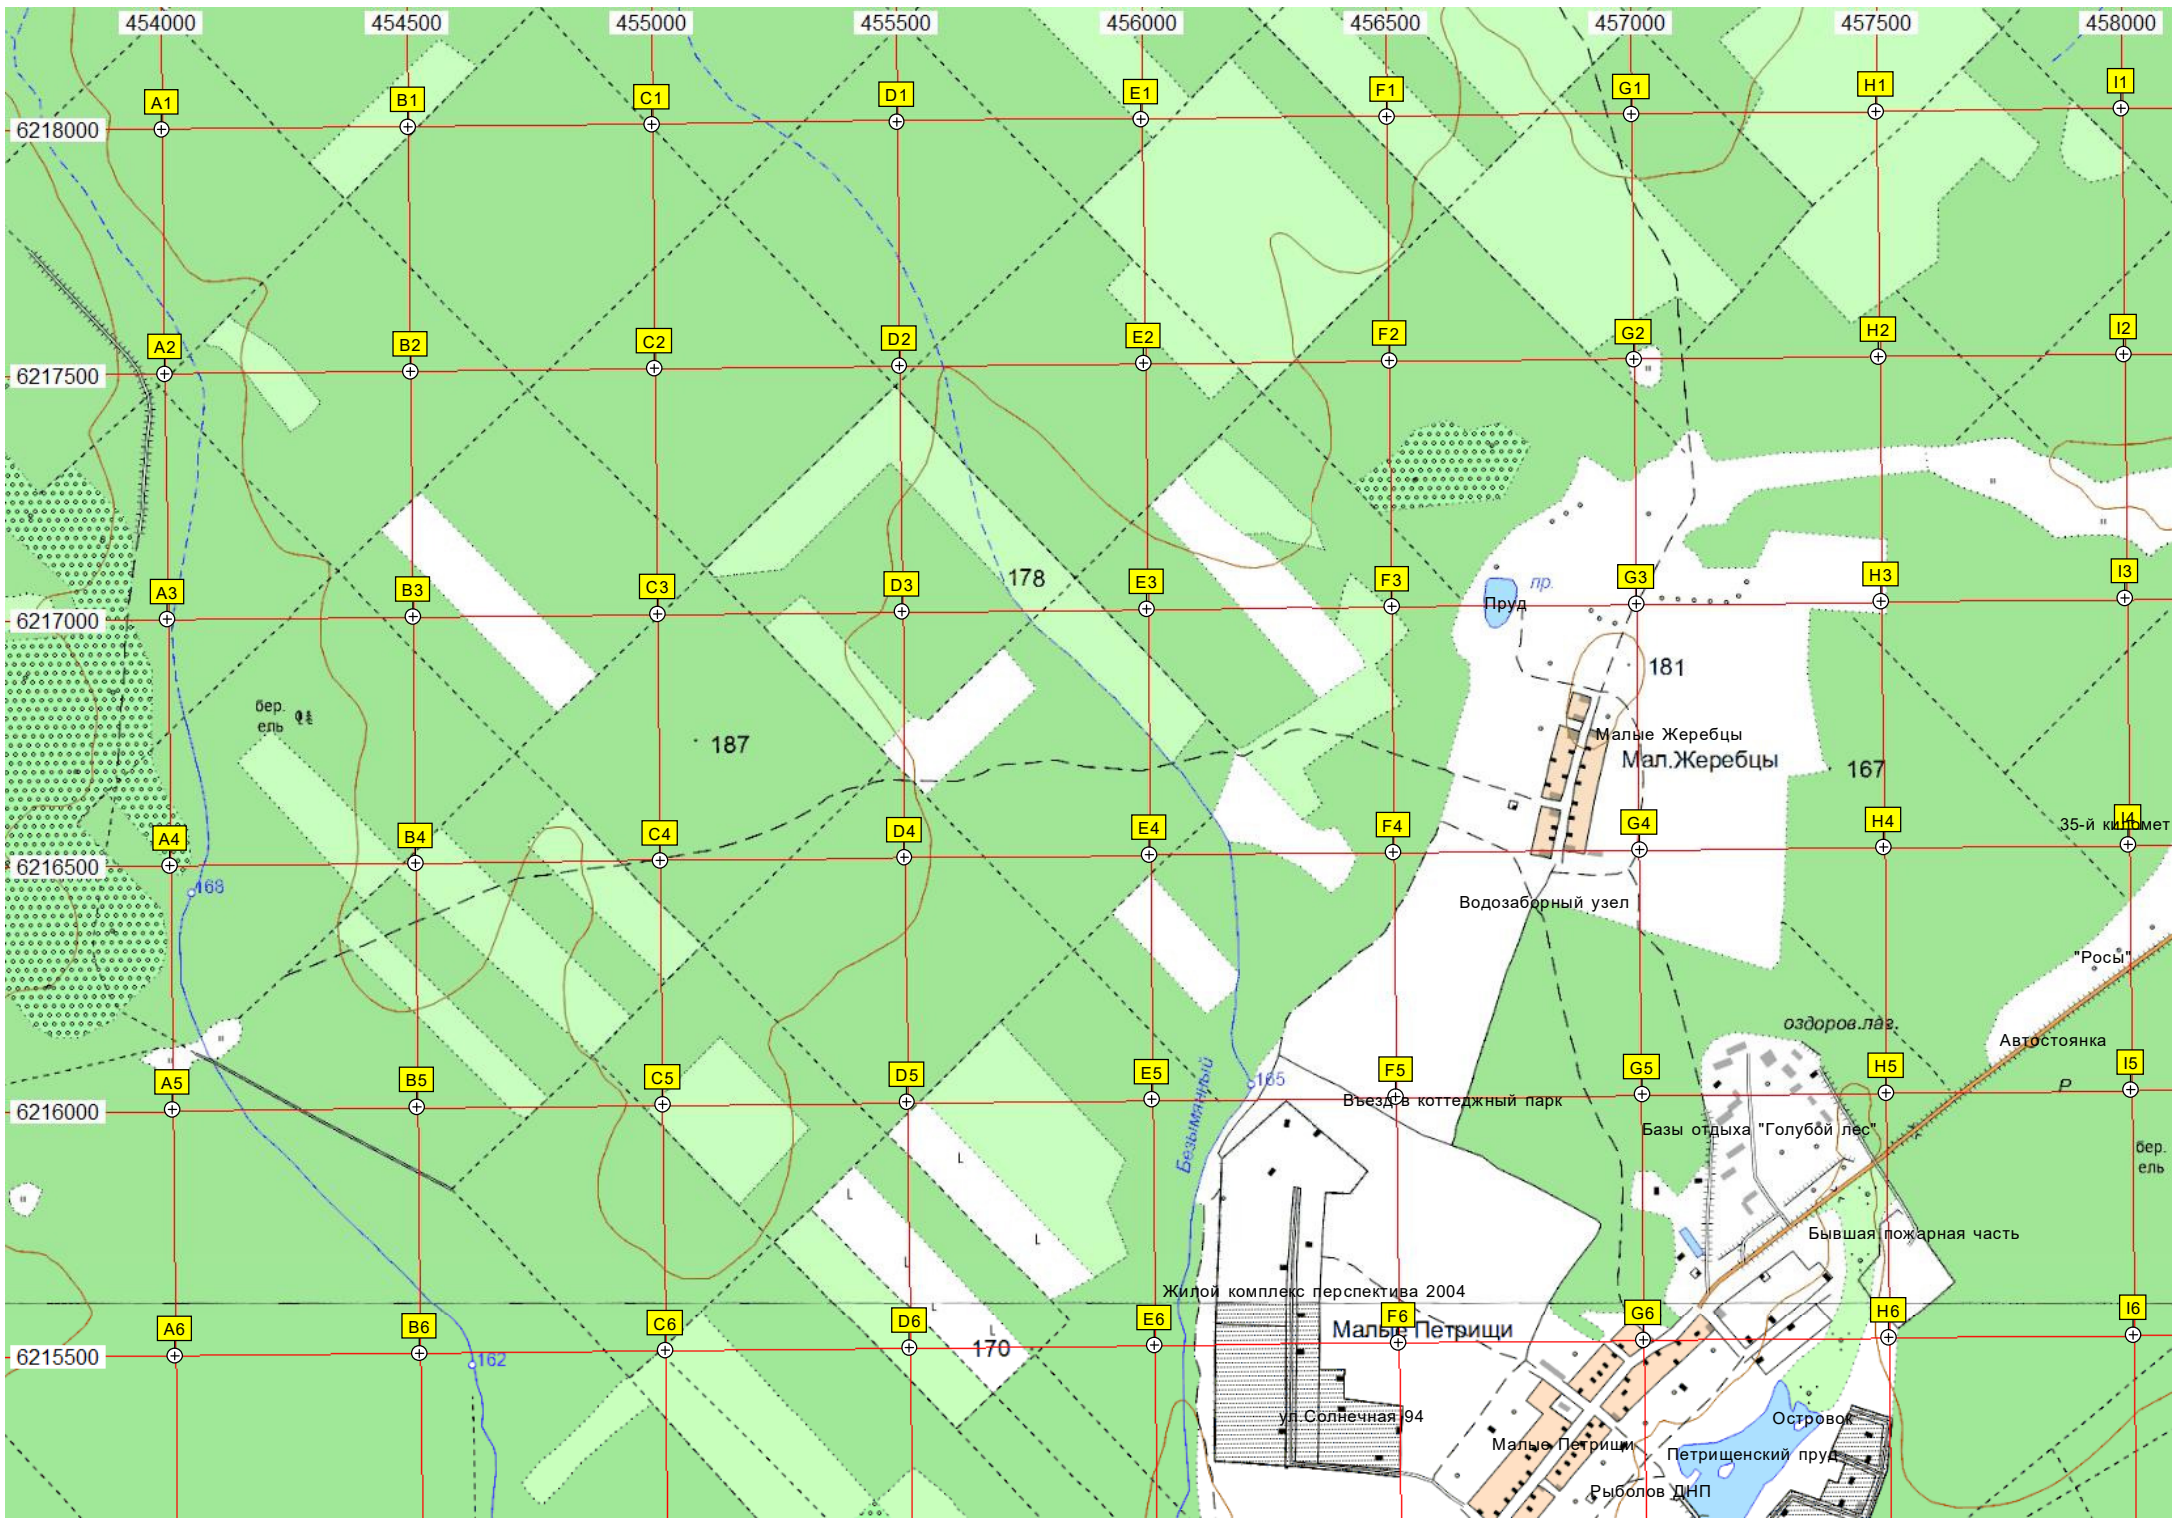 454000 454500 455000 455500 456000 456500 457000 457500 458000
A1 B1 C1 D1 E1 F1 G1 H1 I1
6218000
A2 B2 C2 D2 E2 F2 G2 H2 I2
6217500
178
A3 B3 C3 D3 E3 F3 G3 H3 I3
пр.
Пруд
6217000
181
бер.
ель
187
Малые Жеребцы
Мал.Жеребцы
167
A4 B4 C4 D4 E4 F4 G4 H4 I4
35-й километ
6216500
168
Водозаборный узел
"Росы"
оздоров.лаг.
Автостоянка
A5 B5 C5 D5 E5 F5 G5 H5 I5
165
Р
6216000
Въезд в коттеджный парк
Безымянный
Базы отдыха "Голубой лес"
бер.
ель
L
L
L
L
Бывшая пожарная часть
Жилой комплекс перспектива 2004
L
L
A6 B6 C6 D6 E6 F6 G6 H6 I6
Малые Петрищи
170
6215500
162
ул.Солнечная 94
Островок
Малые Петрищи
Петрищенский пруд
Рыболов ДНП